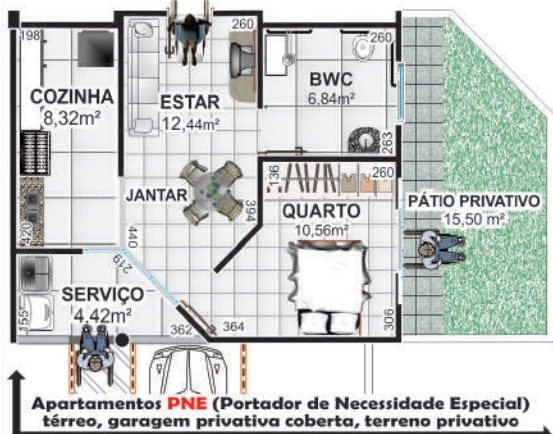 198
260
260
COZINHA
8,32m²
ESTAR
12,44m²
BWC
6,84m²
263
JANTAR
136
260
394
QUARTO
10,56m²
PÁTIO PRIVATIVO
15,50 m²
420
440
219
SERVIÇO
4,42m²
155
362
364
306
Apartamentos PNE (Portador de Necessidade Especial)
térreo, garagem privativa coberta, terreno privativo